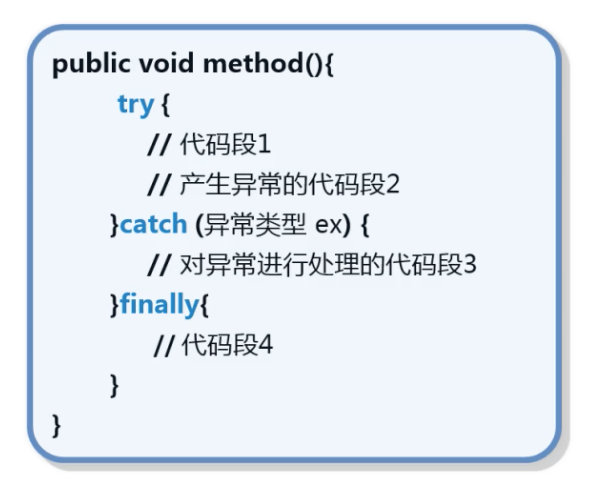 public void method(){
try {
// 代码段1
// 产生异常的代码段2
}catch (异常类型 ex) {
// 对异常进行处理的代码段3
}finally{
// 代码段4
}
}